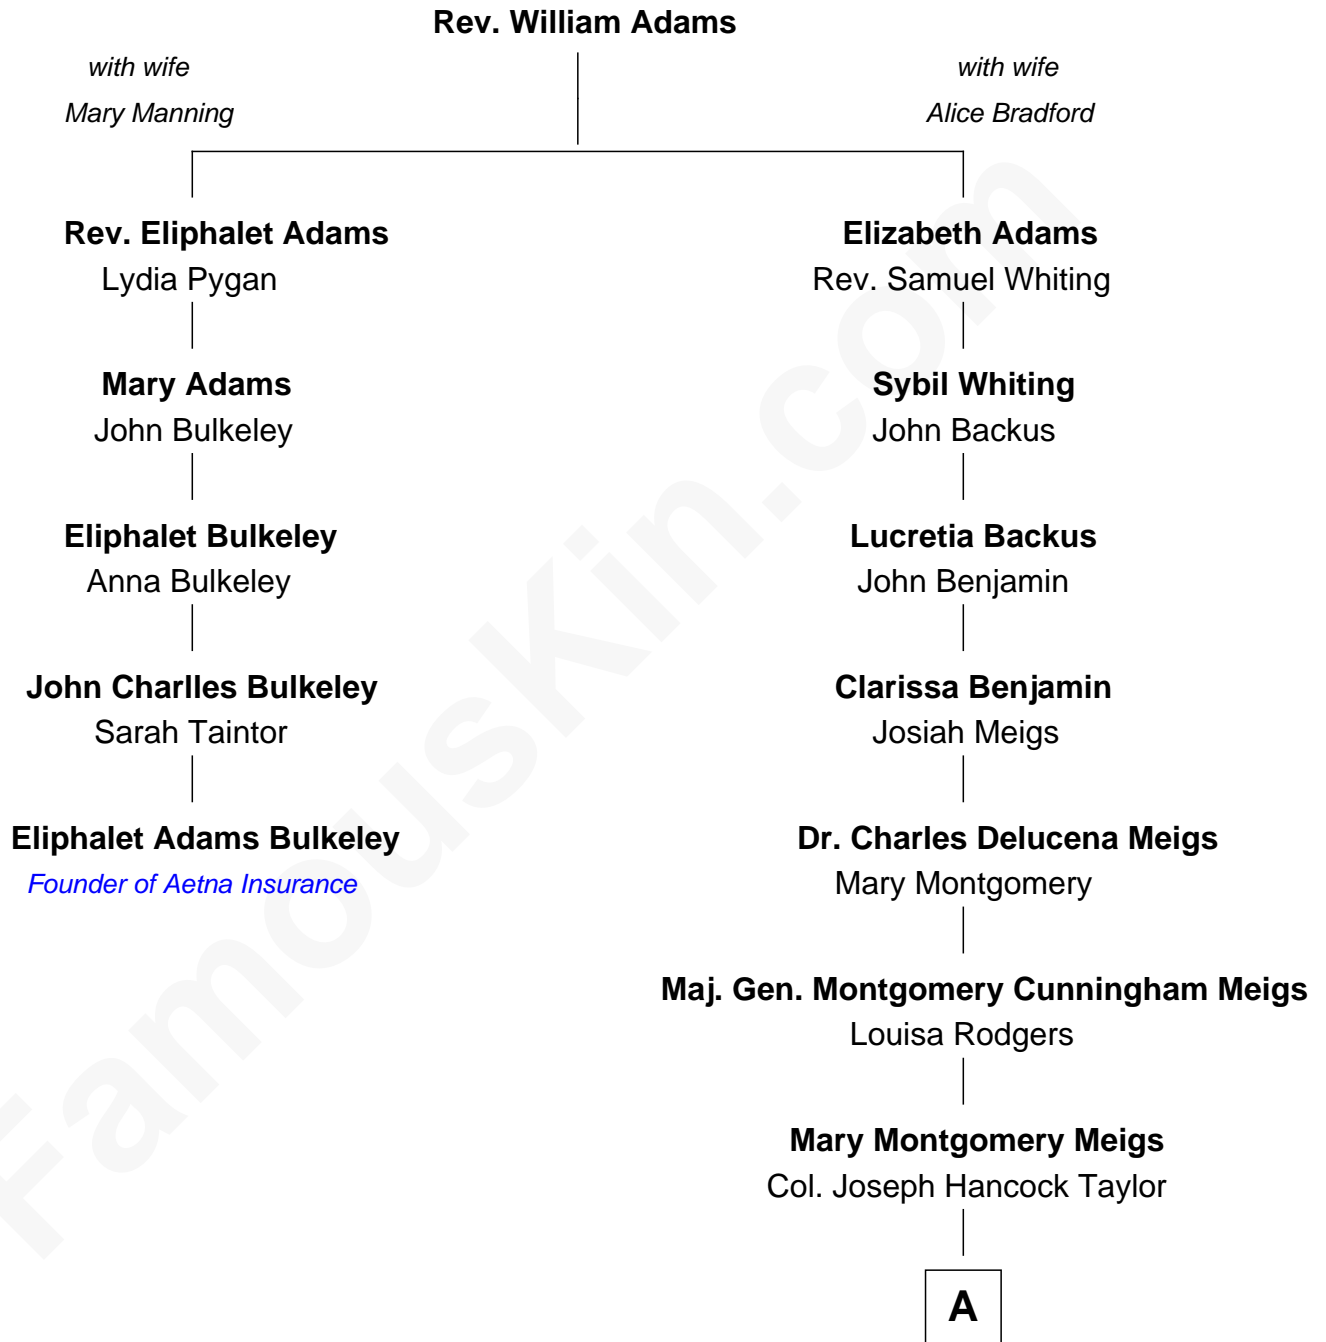 Rev. William Adams
with wife
Mary Manning
with wife
Alice Bradford
Rev. Eliphalet Adams
Lydia Pygan
Elizabeth Adams
Rev. Samuel Whiting
Mary Adams
John Bulkeley
Sybil Whiting
John Backus
Eliphalet Bulkeley
Anna Bulkeley
Lucretia Backus
John Benjamin
John Charlles Bulkeley
Sarah Taintor
Clarissa Benjamin
Josiah Meigs
Eliphalet Adams Bulkeley
Founder of Aetna Insurance
Dr. Charles Delucena Meigs
Mary Montgomery
Maj. Gen. Montgomery Cunningham Meigs
Louisa Rodgers
Mary Montgomery Meigs
Col. Joseph Hancock Taylor
A
FamousKin.com